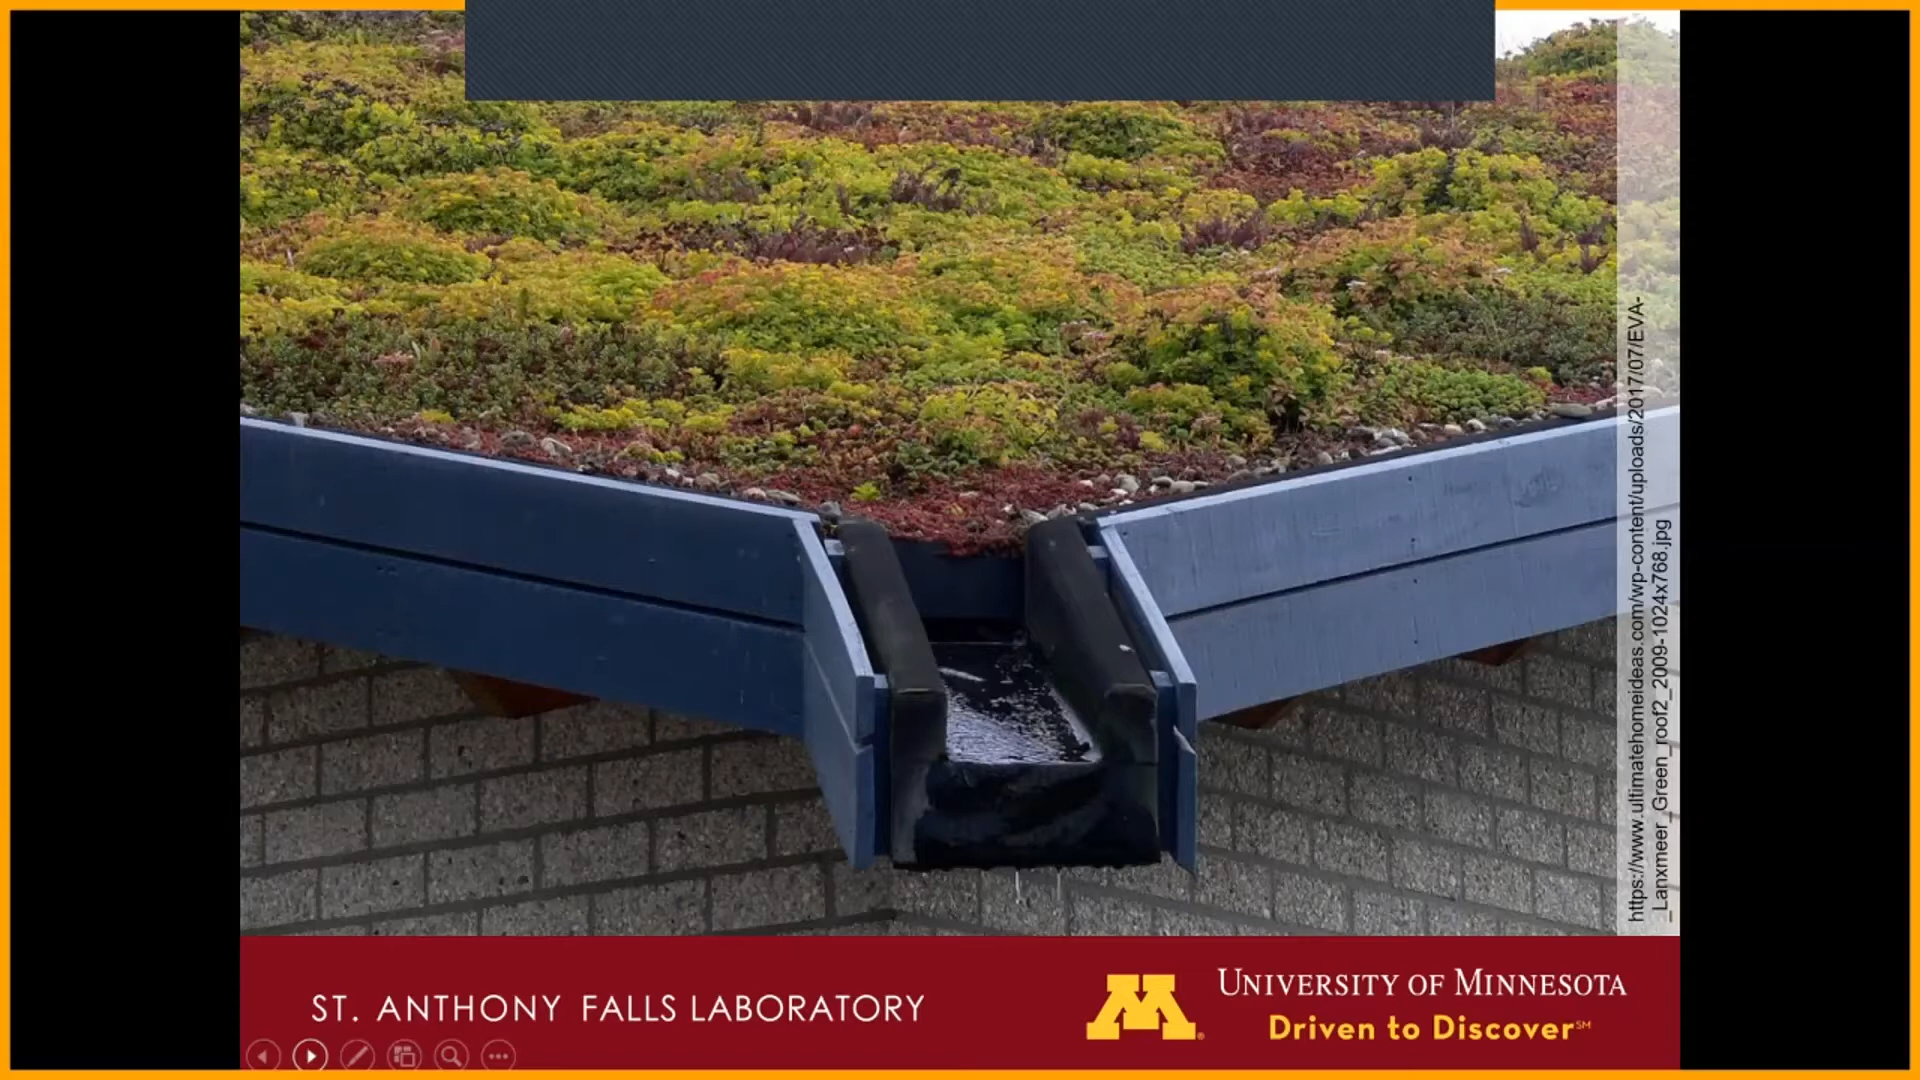 https://www.ultimatehomeideas.com/wp-content/uploads/2017/07/EVA-
_Lanxmeer_Green_roof2_2009-1024x768.jpg
ST. ANTHONY FALLS LABORATORY
M
UNIVERSITY OF MINNESOTA
Driven to Discover℠